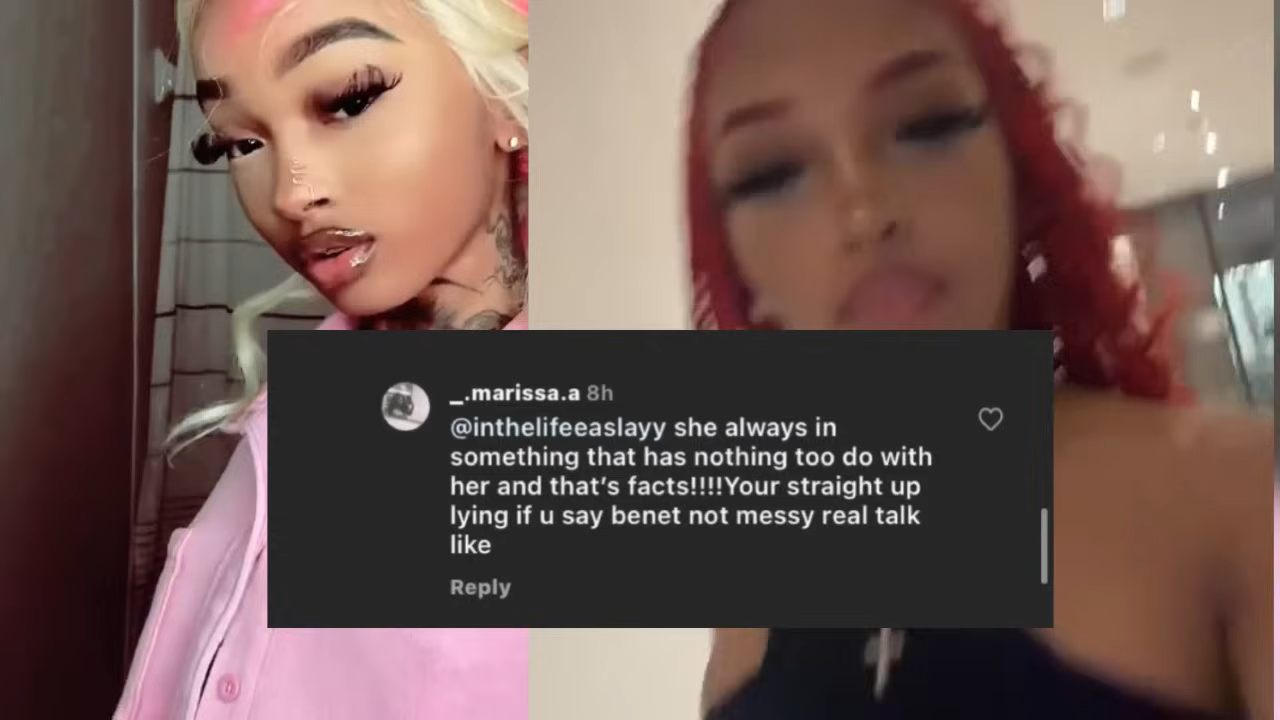 _.marissa.a 8h
@inthelifeeaslayy she always in
something that has nothing too do with
her and that's facts!!!!Your straight up
lying if u say benet not messy real talk
like
Reply